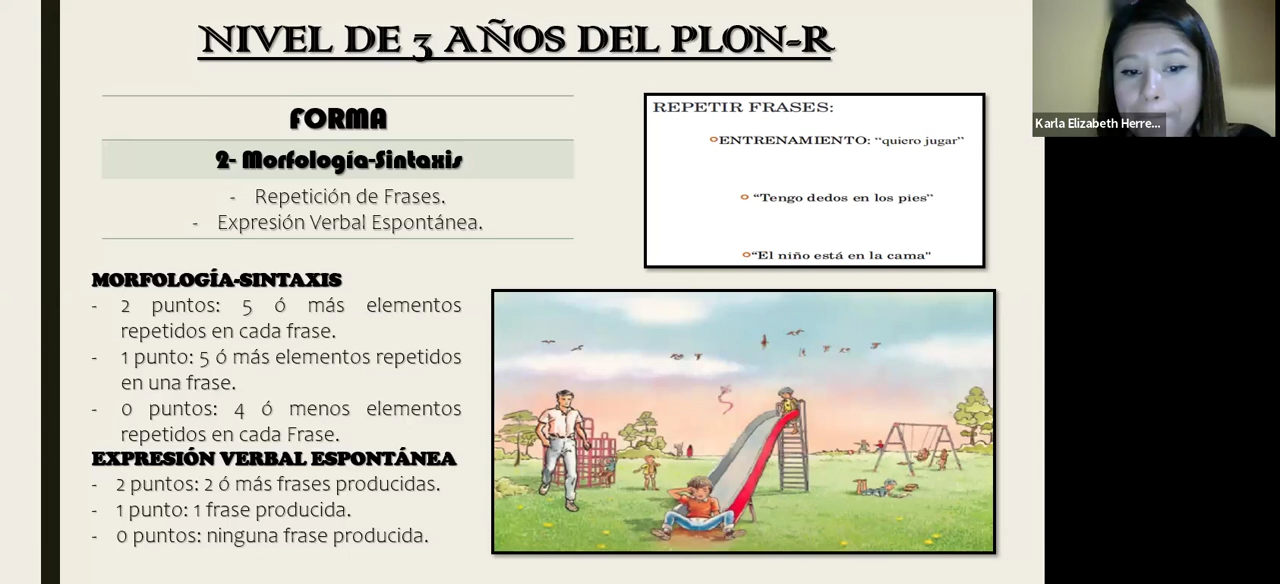 NIVEL DE 3 AÑOS DEL PLON-R
FORMA
2- Morfología-Sintaxis
- Repetición de Frases.
- Expresión Verbal Espontánea.
MORFOLOGÍA-SINTAXIS
- 2 puntos: 5 ó más elementos
repetidos en cada frase.
- 1 punto: 5 ó más elementos repetidos
en una frase.
- 0 puntos: 4 ó menos elementos
repetidos en cada Frase.
EXPRESIÓN VERBAL ESPONTÁNEA
- 2 puntos: 2 ó más frases producidas.
- 1 punto: 1 frase producida.
- 0 puntos: ninguna frase producida.
REPETIR FRASES:
ENTRENAMIENTO: “quiero jugar”
“Tengo dedos en los pies”
“El niño está en la cama”
Karla Elizabeth Herre...